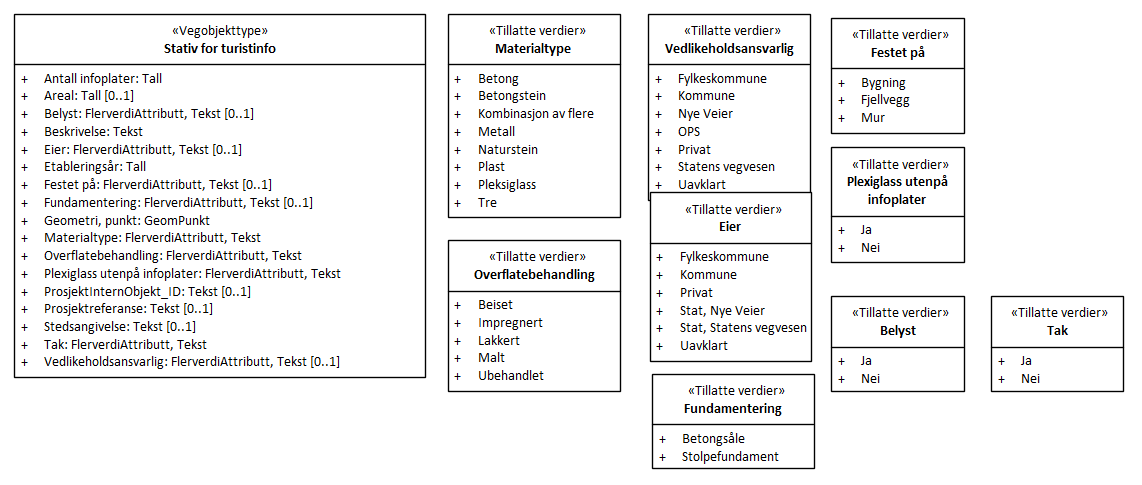 «Vegobjekttype»
Stativ for turistinfo
+ Antall infoplater: Tall
+ Areal: Tall [0..1]
+ Belyst: FlerverdiAttributt, Tekst [0..1]
+ Beskrivelse: Tekst
+ Eier: FlerverdiAttributt, Tekst [0..1]
+ Etableringsår: Tall
+ Festet på: FlerverdiAttributt, Tekst [0..1]
+ Fundamentering: FlerverdiAttributt, Tekst [0..1]
+ Geometri, punkt: GeomPunkt
+ Materialtype: FlerverdiAttributt, Tekst
+ Overflatebehandling: FlerverdiAttributt, Tekst
+ Plexiglass utenpå infoplater: FlerverdiAttributt, Tekst
+ ProsjektInternObjekt_ID: Tekst [0..1]
+ Prosjektreferanse: Tekst [0..1]
+ Stedsangivelse: Tekst [0..1]
+ Tak: FlerverdiAttributt, Tekst
+ Vedlikeholdsansvarlig: FlerverdiAttributt, Tekst [0..1]
«Tillatte verdier»
Materialtype
+ Betong
+ Betongstein
+ Kombinasjon av flere
+ Metall
+ Naturstein
+ Plast
+ Pleksiglass
+ Tre
«Tillatte verdier»
Overflatebehandling
+ Beiset
+ Impregnert
+ Lakkert
+ Malt
+ Ubehandlet
«Tillatte verdier»
Vedlikeholdsansvarlig
+ Fylkeskommune
+ Kommune
+ Nye Veier
+ OPS
+ Privat
+ Statens vegvesen
+ Uavklart
«Tillatte verdier»
Eier
+ Fylkeskommune
+ Kommune
+ Privat
+ Stat, Nye Veier
+ Stat, Statens vegvesen
+ Uavklart
«Tillatte verdier»
Fundamentering
+ Betongsåle
+ Stolpefundament
«Tillatte verdier»
Festet på
+ Bygning
+ Fjellvegg
+ Mur
«Tillatte verdier»
Plexiglass utenpå
infoplater
+ Ja
+ Nei
«Tillatte verdier»
Belyst
+ Ja
+ Nei
«Tillatte verdier»
Tak
+ Ja
+ Nei